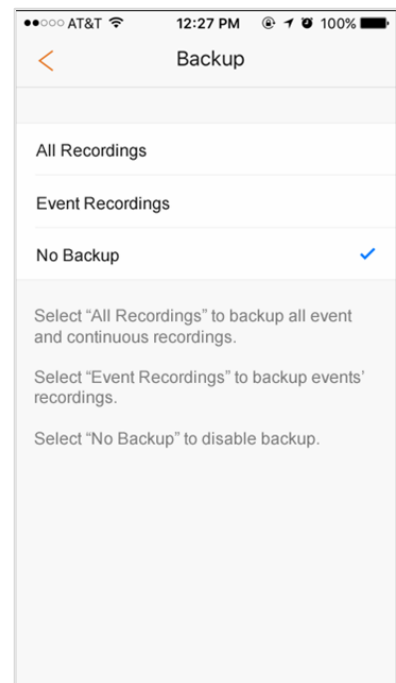 AT&T 12:27 PM 100%
Backup
All Recordings
Event Recordings
No Backup
Select “All Recordings” to backup all event
and continuous recordings.
Select “Event Recordings” to backup events’
recordings.
Select “No Backup” to disable backup.